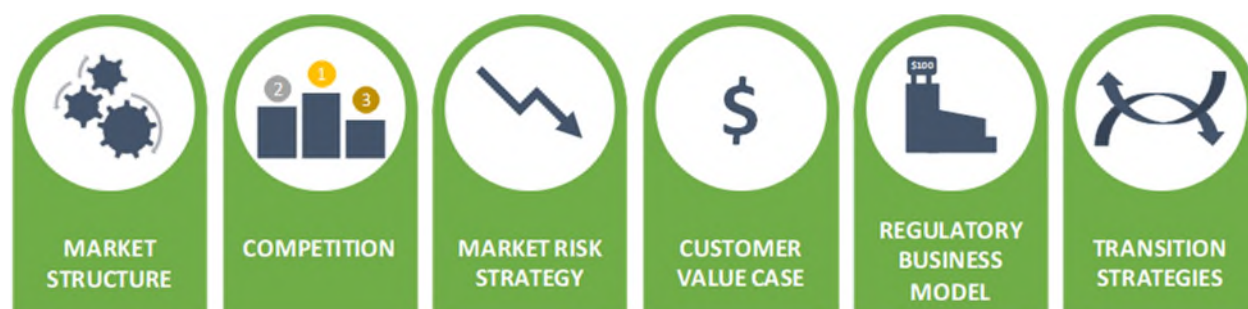 2
1
3
$
$100
MARKET
STRUCTURE
COMPETITION
MARKET RISK
STRATEGY
CUSTOMER
VALUE CASE
REGULATORY
BUSINESS
MODEL
TRANSITION
STRATEGIES